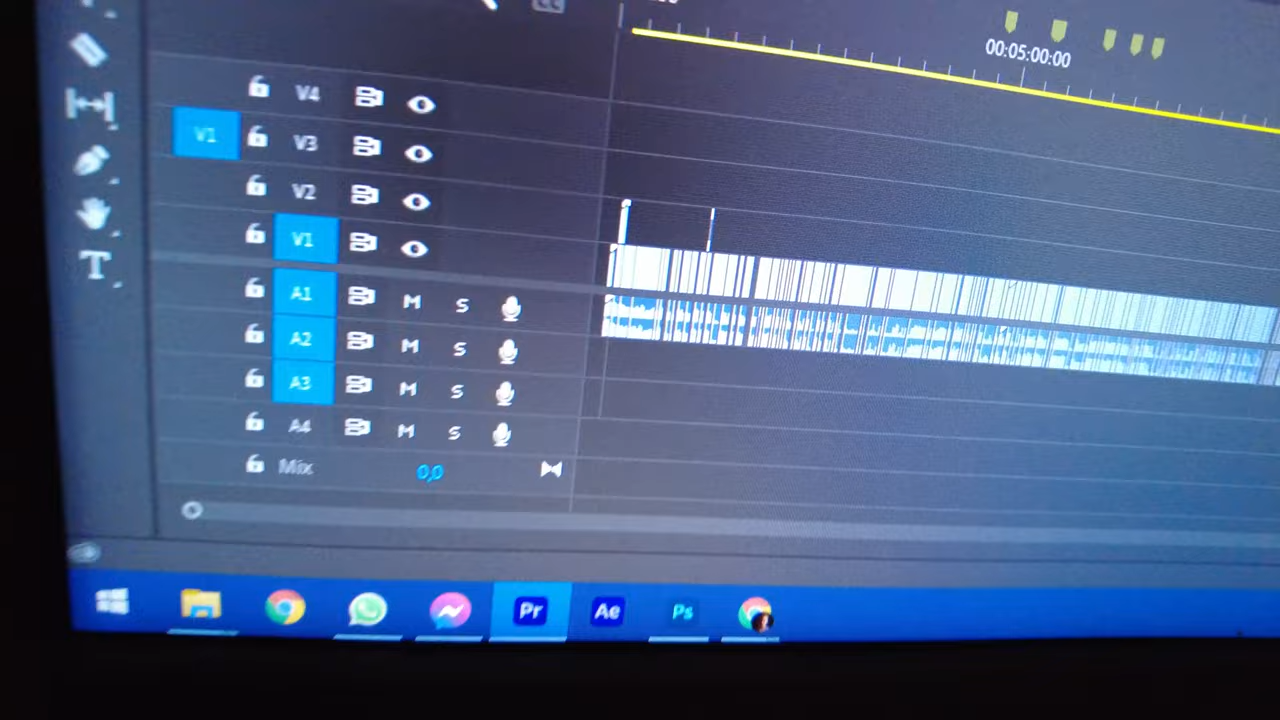 00:05:00:00
V4
V1 V3
V2
V1
T
A1 M S
A2 M S
A3 M S
A4 M S
Mix 0,0
Pr Ae Ps